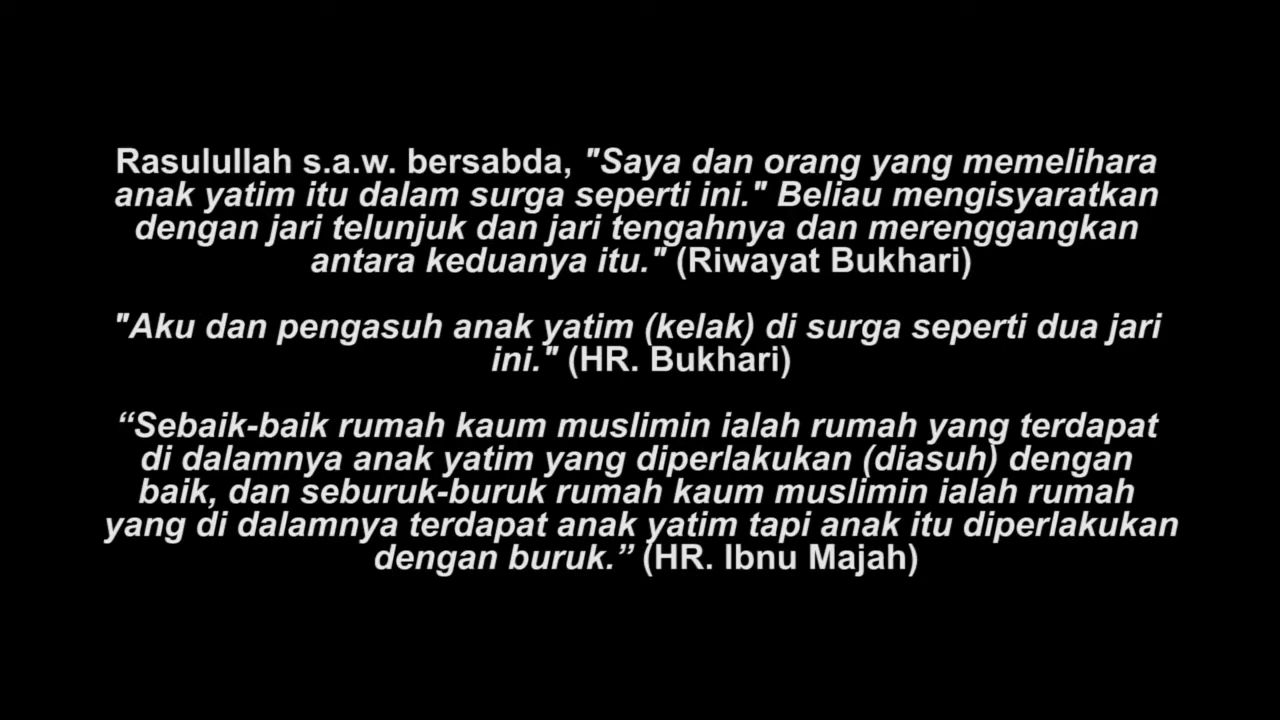 Rasulullah s.a.w. bersabda, "Saya dan orang yang memelihara
anak yatim itu dalam surga seperti ini." Beliau mengisyaratkan
dengan jari telunjuk dan jari tengahnya dan merenggangkan
antara keduanya itu." (Riwayat Bukhari)
"Aku dan pengasuh anak yatim (kelak) di surga seperti dua jari
ini." (HR. Bukhari)
“Sebaik-baik rumah kaum muslimin ialah rumah yang terdapat
di dalamnya anak yatim yang diperlakukan (diasuh) dengan
baik, dan seburuk-buruk rumah kaum muslimin ialah rumah
yang di dalamnya terdapat anak yatim tapi anak itu diperlakukan
dengan buruk.” (HR. Ibnu Majah)